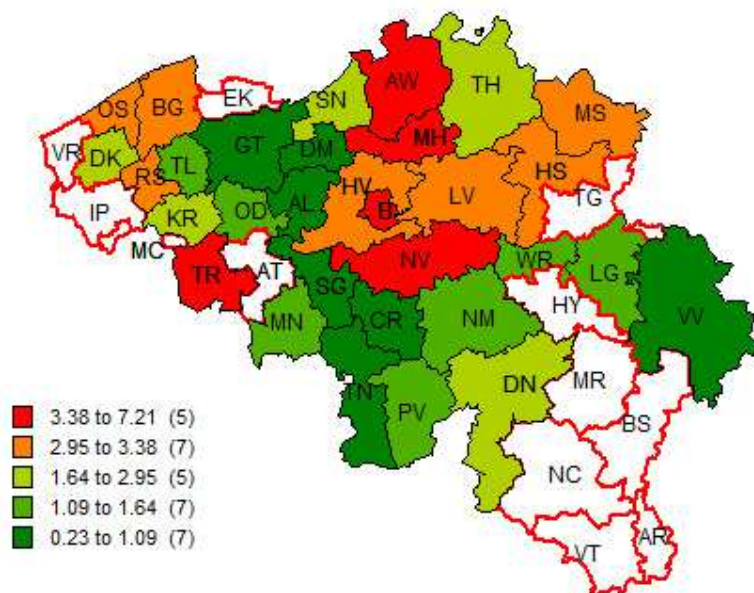 AW
TH
SN
EK
OS
BG
MS
MH
GT
VR
DK
TL
DM
RS
HS
HV
LV
IP
TG
KR
OD
AL
B
MC
NV
WR
TR
AT
LG
SG
HY
VV
MN
CR
NM
MR
DN
TN
PV
BS
NC
AR
VT
3.38 to 7.21 (5)
2.95 to 3.38 (7)
1.64 to 2.95 (5)
1.09 to 1.64 (7)
0.23 to 1.09 (7)